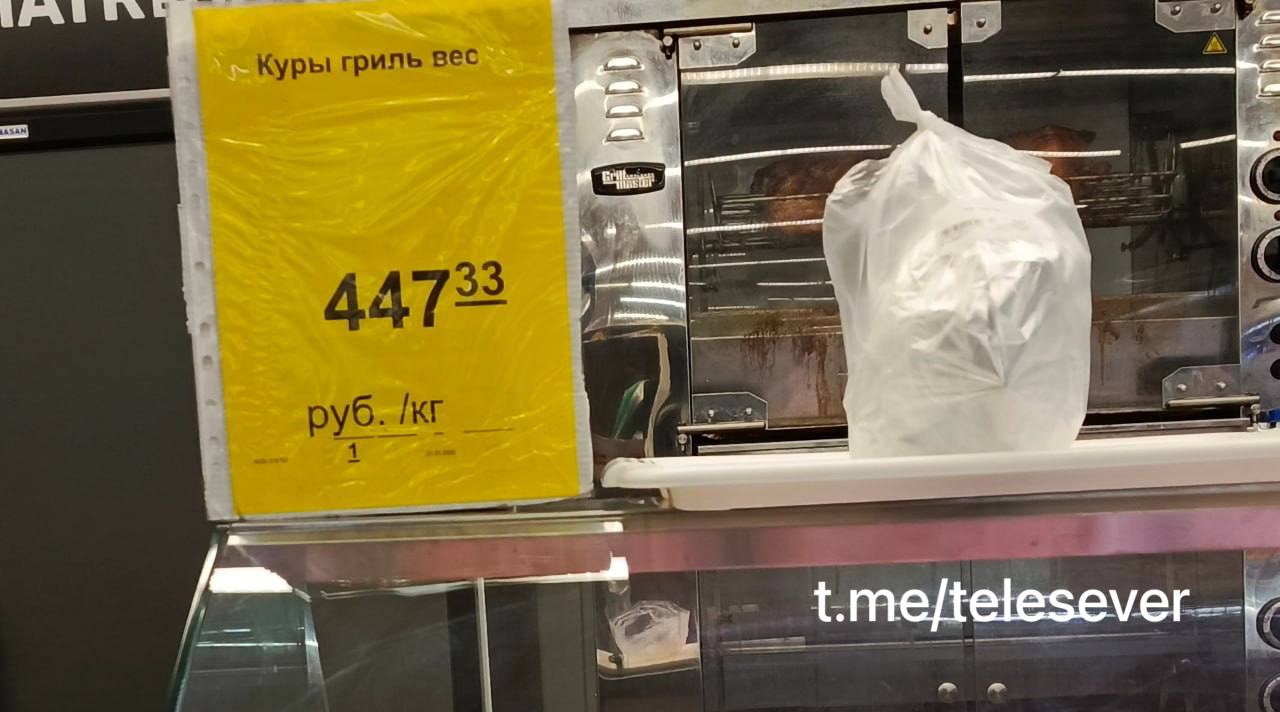 Куры гриль вес
447 33
руб. /кг
1
Grill
master
t.me/telesever